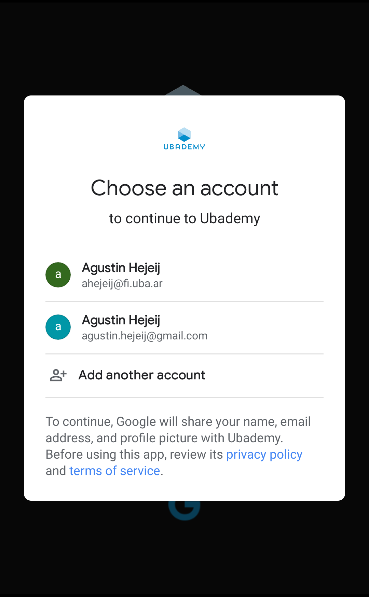 UBADEMY
Choose an account
to continue to Ubademy
a
Agustin Hejeij
ahejeij@fi.uba.ar
a
Agustin Hejeij
agustin.hejeij@gmail.com
Add another account
To continue, Google will share your name, email
address, and profile picture with Ubademy.
Before using this app, review its privacy policy
and terms of service.